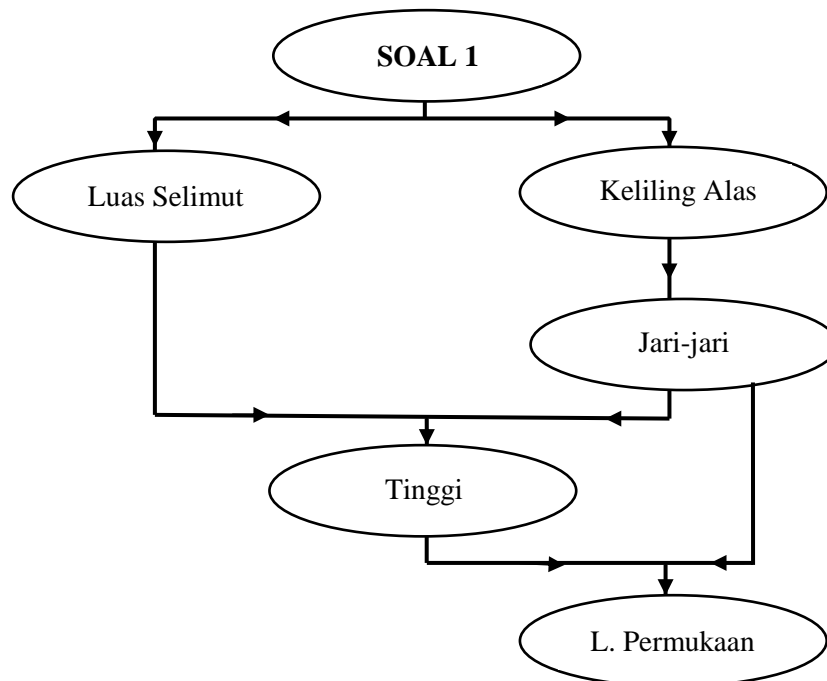 SOAL 1
Luas Selimut
Keliling Alas
Jari-jari
Tinggi
L. Permukaan